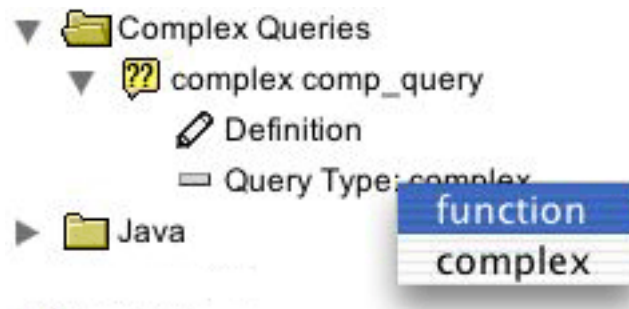 Complex Queries
?? complex comp_query
Definition
Query Type: complex
function
Java
complex